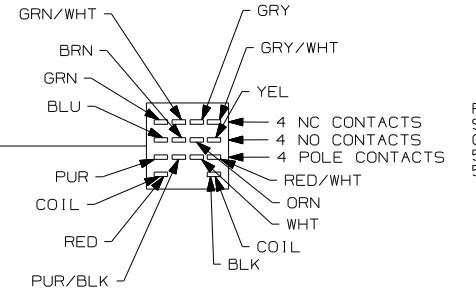 GRN/WHT
GRY
BRN
GRY/WHT
GRN
YEL
BLU
4 NC CONTACTS
4 NO CONTACTS
4 POLE CONTACTS
PUR
RED/WHT
COIL
ORN
WHT
RED
COIL
BLK
PUR/BLK